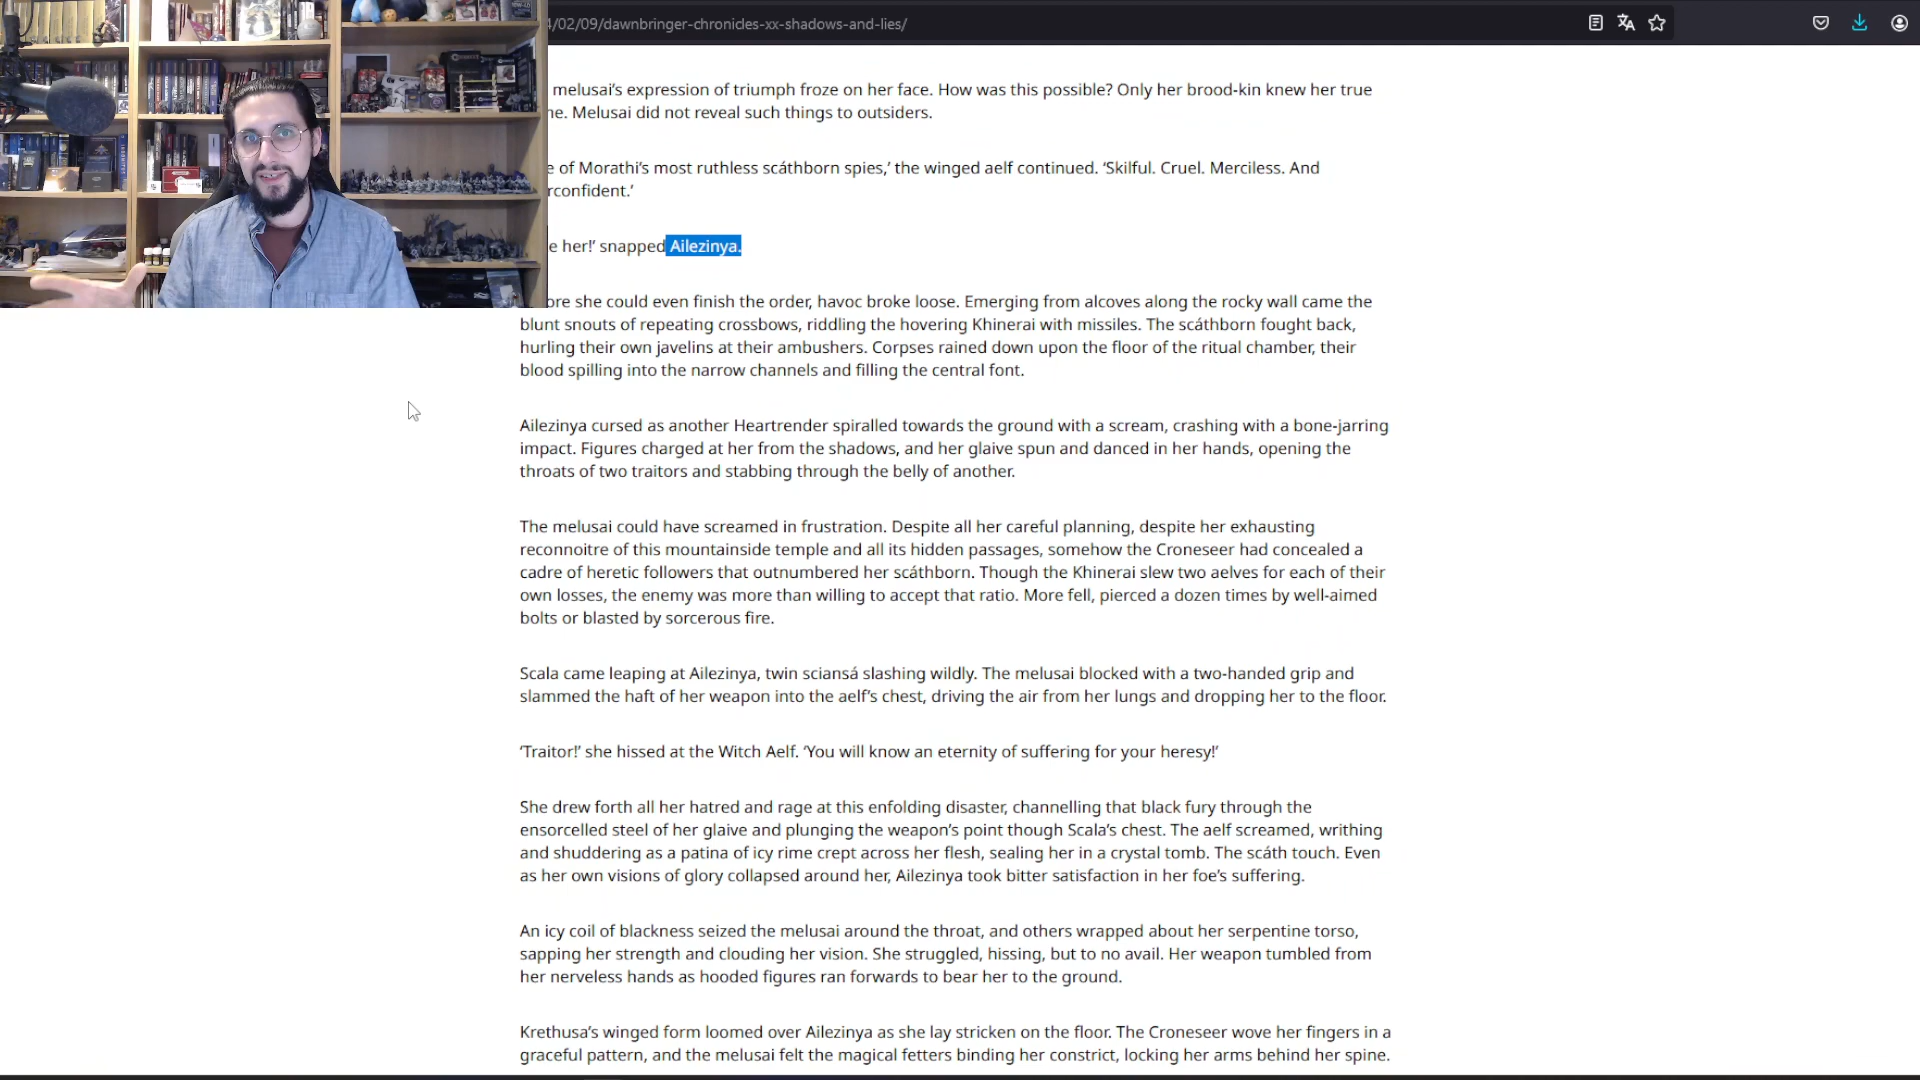 4/02/09/dawnbringer-chronicles-xx-shadows-and-lies/
melusai’s expression of triumph froze on her face. How was this possible? Only her brood-kin knew her true
ne. Melusai did not reveal such things to outsiders.
e of Morathi’s most ruthless scáthborn spies,’ the winged aelf continued. ‘Skilful. Cruel. Merciless. And
rconfident.’
e her!’ snapped Ailezinya.
ore she could even finish the order, havoc broke loose. Emerging from alcoves along the rocky wall came the
blunt snouts of repeating crossbows, riddling the hovering Khinerai with missiles. The scáthborn fought back,
hurling their own javelins at their ambushers. Corpses rained down upon the floor of the ritual chamber, their
blood spilling into the narrow channels and filling the central font.
Ailezinya cursed as another Heartrender spiralled towards the ground with a scream, crashing with a bone-jarring
impact. Figures charged at her from the shadows, and her glaive spun and danced in her hands, opening the
throats of two traitors and stabbing through the belly of another.
The melusai could have screamed in frustration. Despite all her careful planning, despite her exhausting
reconnoitre of this mountainside temple and all its hidden passages, somehow the Croneseer had concealed a
cadre of heretic followers that outnumbered her scáthborn. Though the Khinerai slew two aelves for each of their
own losses, the enemy was more than willing to accept that ratio. More fell, pierced a dozen times by well-aimed
bolts or blasted by sorcerous fire.
Scala came leaping at Ailezinya, twin sciansá slashing wildly. The melusai blocked with a two-handed grip and
slammed the haft of her weapon into the aelf’s chest, driving the air from her lungs and dropping her to the floor.
‘Traitor!’ she hissed at the Witch Aelf. ‘You will know an eternity of suffering for your heresy!’
She drew forth all her hatred and rage at this enfolding disaster, channelling that black fury through the
ensorcelled steel of her glaive and plunging the weapon’s point though Scala’s chest. The aelf screamed, writhing
and shuddering as a patina of icy rime crept across her flesh, sealing her in a crystal tomb. The scáth touch. Even
as her own visions of glory collapsed around her, Ailezinya took bitter satisfaction in her foe’s suffering.
An icy coil of blackness seized the melusai around the throat, and others wrapped about her serpentine torso,
sapping her strength and clouding her vision. She struggled, hissing, but to no avail. Her weapon tumbled from
her nerveless hands as hooded figures ran forwards to bear her to the ground.
Krethusa’s winged form loomed over Ailezinya as she lay stricken on the floor. The Croneseer wove her fingers in a
graceful pattern, and the melusai felt the magical fetters binding her constrict, locking her arms behind her spine.